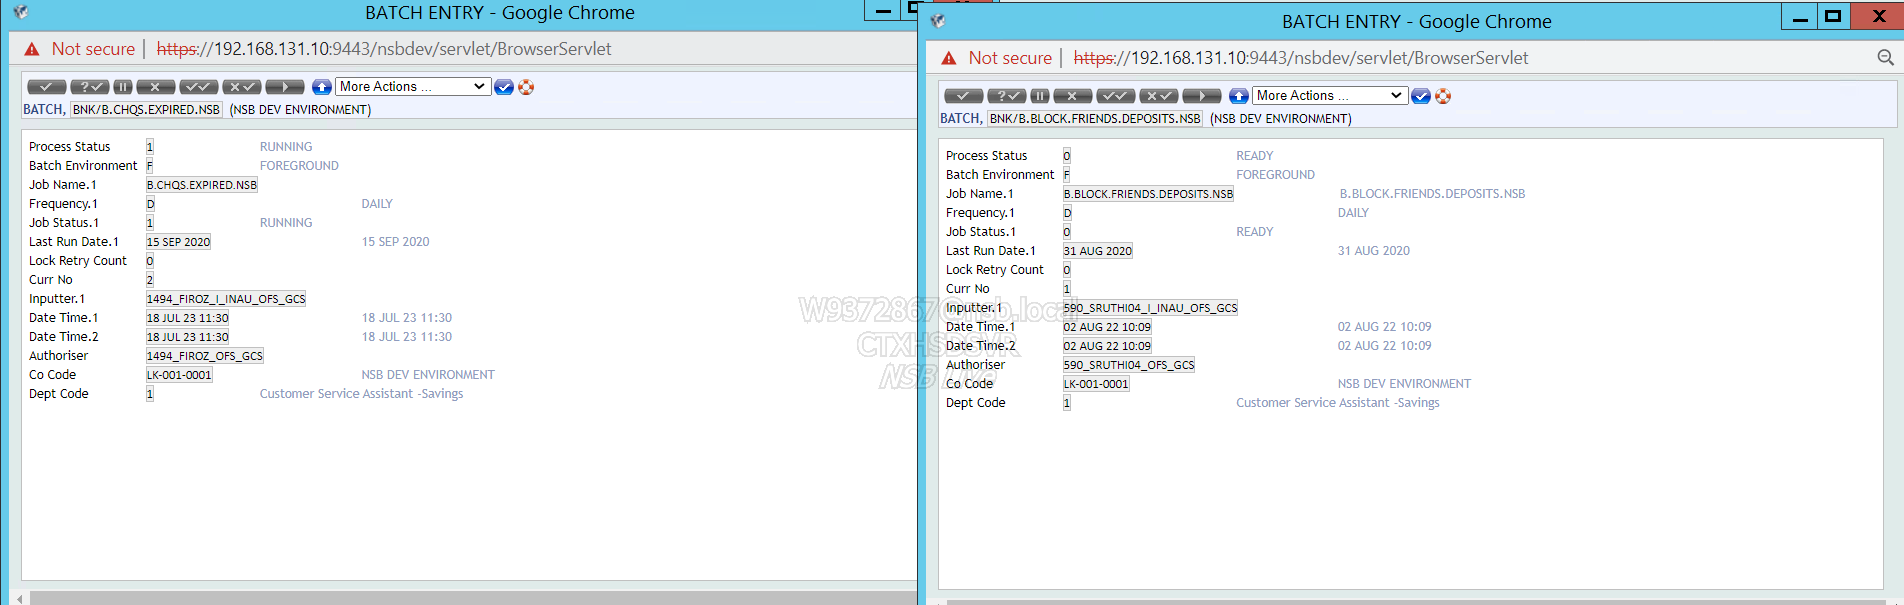 BATCH ENTRY - Google Chrome
Not secure | https://192.168.131.10:9443/nsbdev/servlet/BrowserServlet
More Actions ...
BATCH, BNK/B.CHQS.EXPIRED.NSB (NSB DEV ENVIRONMENT)
Process Status 1 RUNNING
Batch Environment F FOREGROUND
Job Name.1 B.CHQS.EXPIRED.NSB
Frequency.1 D DAILY
Job Status.1 1 RUNNING
Last Run Date.1 15 SEP 2020 15 SEP 2020
Lock Retry Count 0
Curr No 2
Inputter.1 1494_FIROZ_I_INAU_OFS_GCS
Date Time.1 18 JUL 23 11:30 18 JUL 23 11:30
Date Time.2 18 JUL 23 11:30 18 JUL 23 11:30
Authoriser 1494_FIROZ_OFS_GCS
Co Code LK-001-0001 NSB DEV ENVIRONMENT
Dept Code 1 Customer Service Assistant -Savings
BATCH ENTRY - Google Chrome
Not secure | https://192.168.131.10:9443/nsbdev/servlet/BrowserServlet
More Actions ...
BATCH, BNK/B.BLOCK.FRIENDS.DEPOSITS.NSB (NSB DEV ENVIRONMENT)
Process Status 0 READY
Batch Environment F FOREGROUND
Job Name.1 B.BLOCK.FRIENDS.DEPOSITS.NSB B.BLOCK.FRIENDS.DEPOSITS.NSB
Frequency.1 D DAILY
Job Status.1 0 READY
Last Run Date.1 31 AUG 2020 31 AUG 2020
Lock Retry Count 0
Curr No 1
Inputter.1 590_SRUTHI04_I_INAU_OFS_GCS
Date Time.1 02 AUG 22 10:09 02 AUG 22 10:09
Date Time.2 02 AUG 22 10:09 02 AUG 22 10:09
Authoriser 590_SRUTHI04_OFS_GCS
Co Code LK-001-0001 NSB DEV ENVIRONMENT
Dept Code 1 Customer Service Assistant -Savings
W9372867@nsb.local
CTXHSDSVR
NSB Live